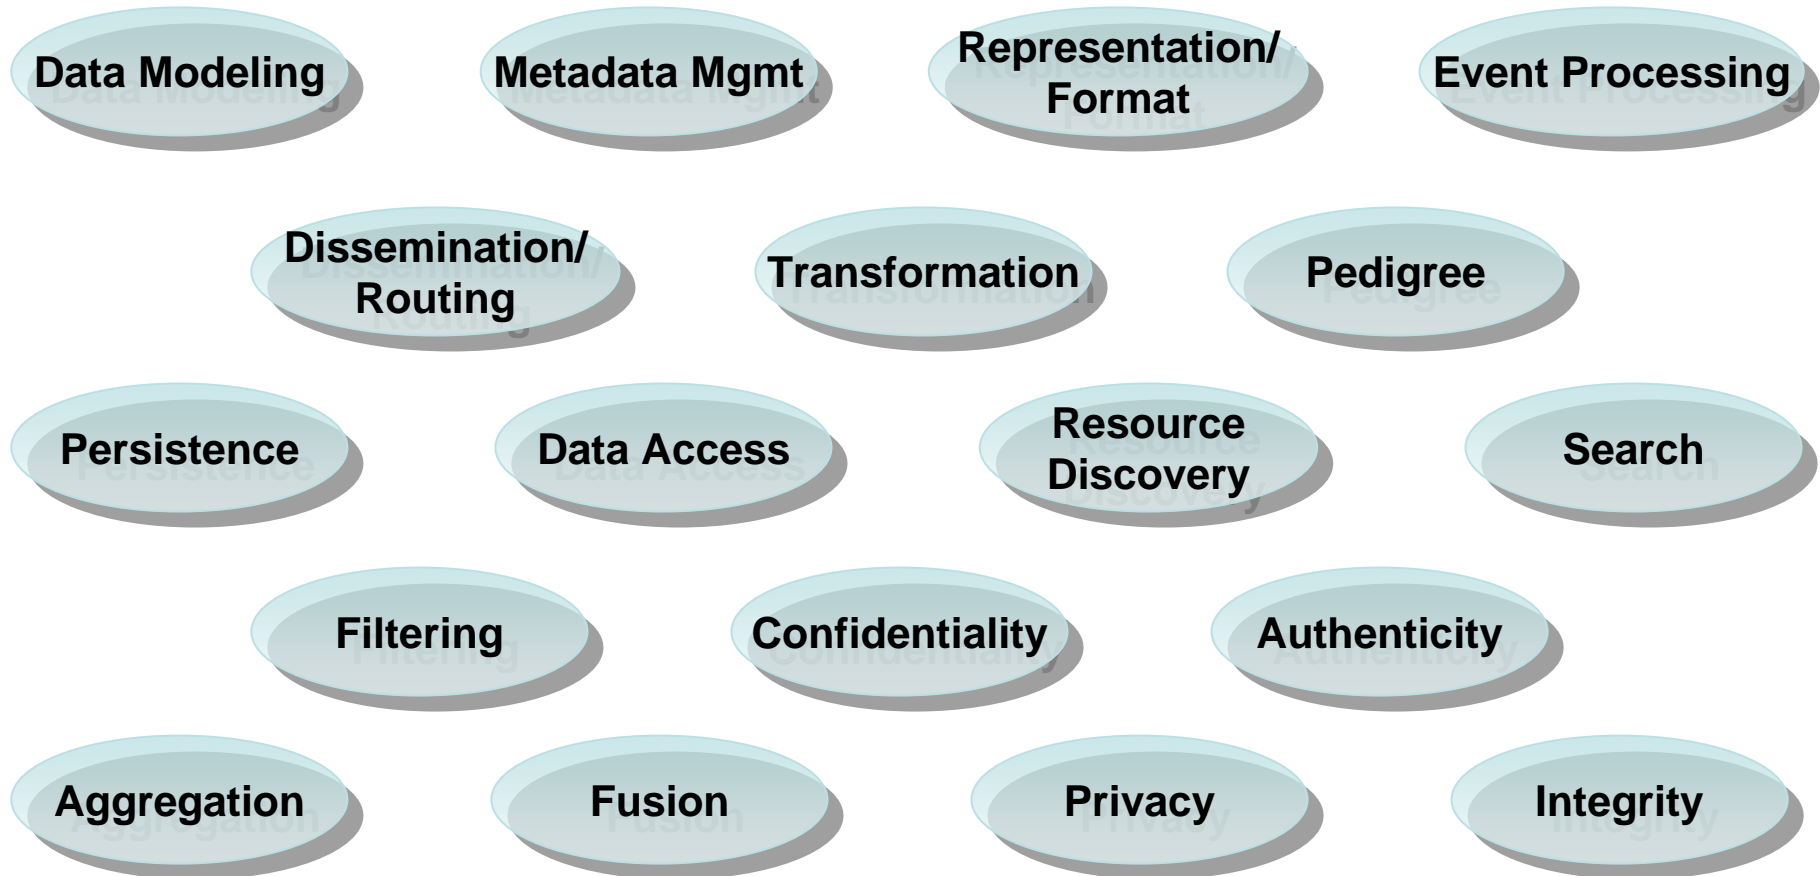 Data Modeling
Metadata Mgmt
Representation/
Format
Event Processing
Dissemination/
Routing
Transformation
Pedigree
Persistence
Data Access
Resource
Discovery
Search
Filtering
Confidentiality
Authenticity
Aggregation
Fusion
Privacy
Integrity